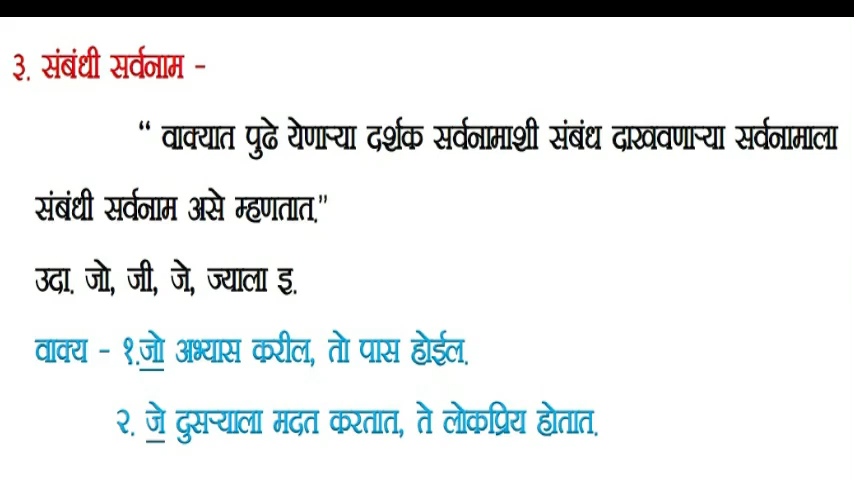 ३. संबंधी सर्वनाम -
“ वाक्यात पुढे येणाऱ्या दर्शक सर्वनामाशी संबंध दाखवणाऱ्या सर्वनामाला
संबंधी सर्वनाम असे म्हणतात.”
उदा. जो, जी, जे, ज्याला इ.
वाक्य - १.जो अभ्यास करील, तो पास होईल.
२. जे दुसऱ्याला मदत करतात, ते लोकप्रिय होतात.